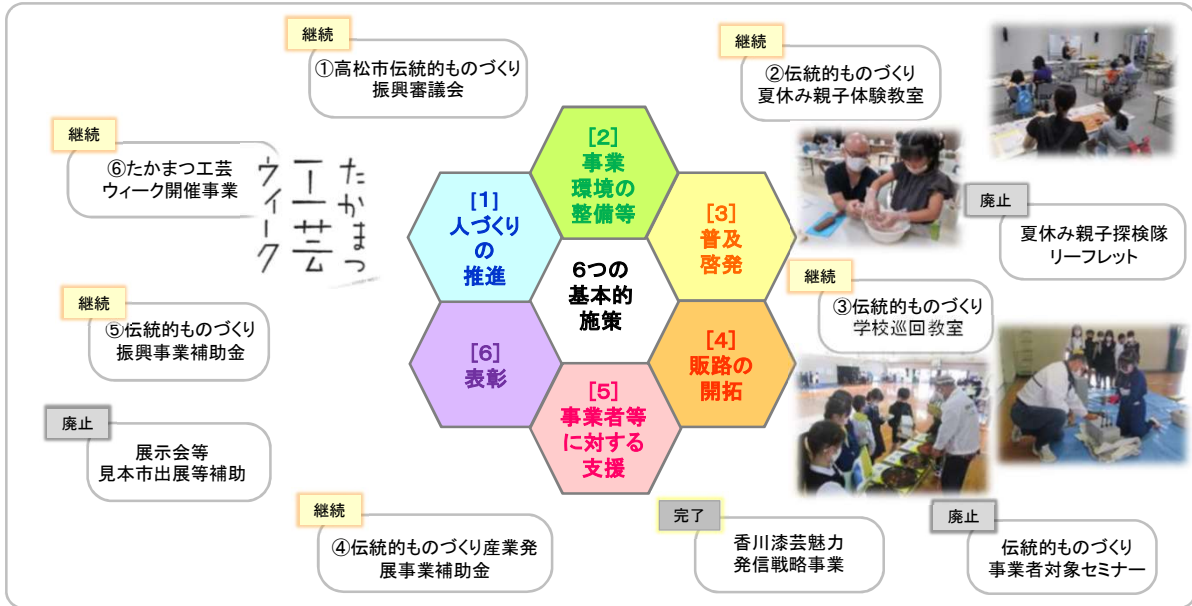 継続
①高松市伝統的ものづくり
振興審議会
継続
②伝統的ものづくり
夏休み親子体験教室
継続
⑥たかまつ工芸
ウィーク開催事業
たかまつ
工芸
ウィーク
[1]
人づくり
の
推進
[2]
事業
環境の
整備等
[3]
普及
啓発
廃止
夏休み親子探検隊
リーフレット
6つの
基本的
施策
継続
③伝統的ものづくり
学校巡回教室
継続
⑤伝統的ものづくり
振興事業補助金
[6]
表彰
[5]
事業者等
に対する
支援
[4]
販路の
開拓
廃止
展示会等
見本市出展等補助
継続
④伝統的ものづくり産業発
展事業補助金
完了
香川漆芸魅力
発信戦略事業
廃止
伝統的ものづくり
事業者対象セミナー